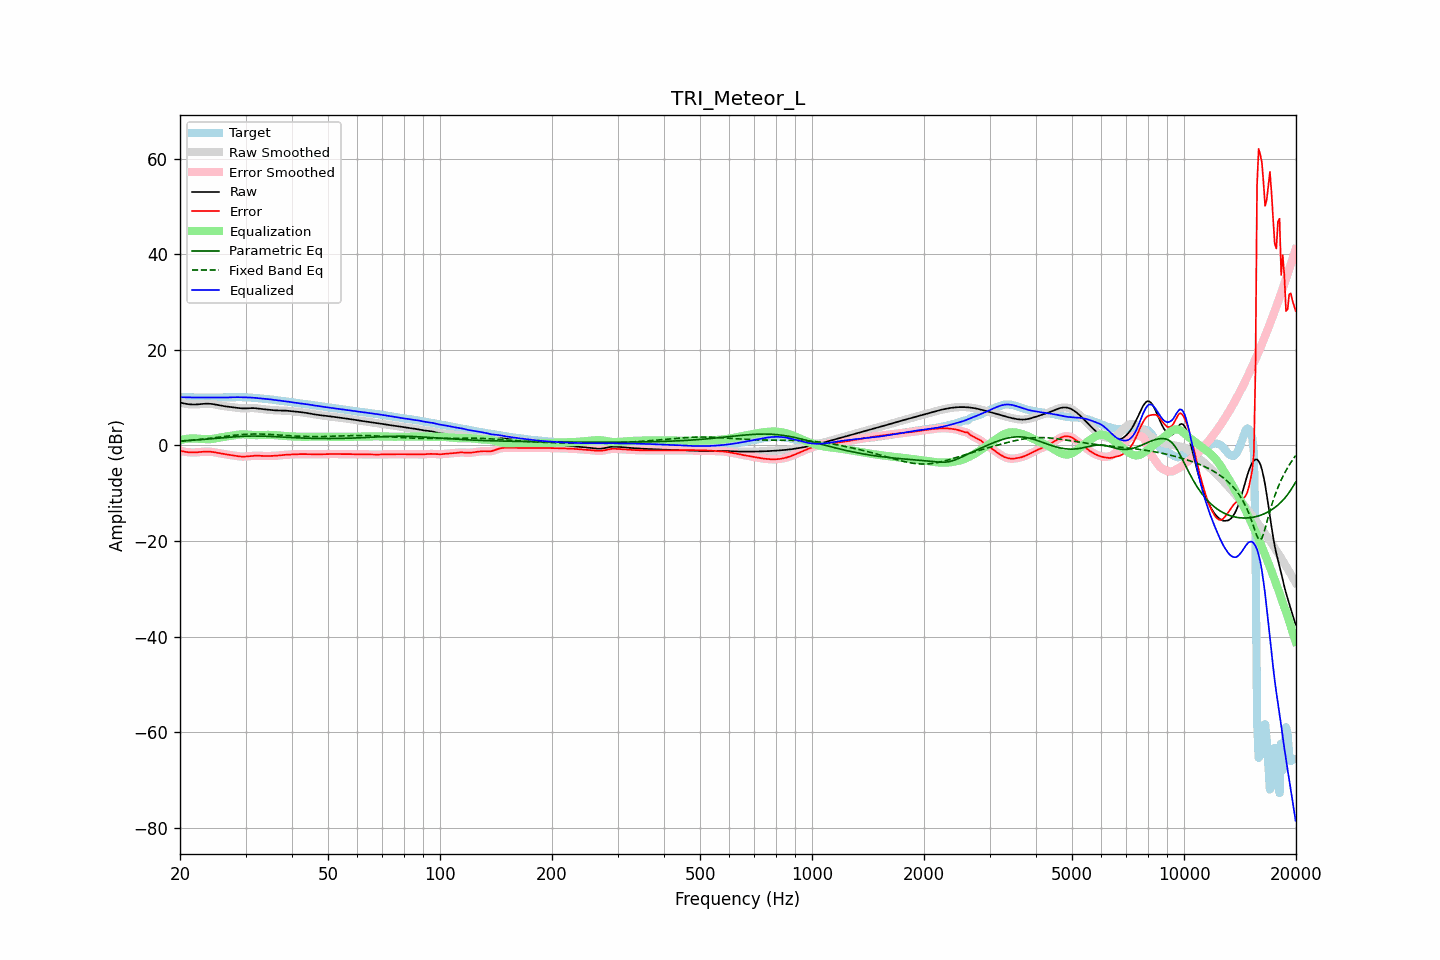 TRI_Meteor_L
Target
Raw Smoothed
Error Smoothed
Raw
Error
Equalization
Parametric Eq
Fixed Band Eq
Equalized
60
40
20
0
−20
−40
−60
−80
Amplitude (dBr)
20
50
100
200
500
1000
2000
5000
10000
20000
Frequency (Hz)